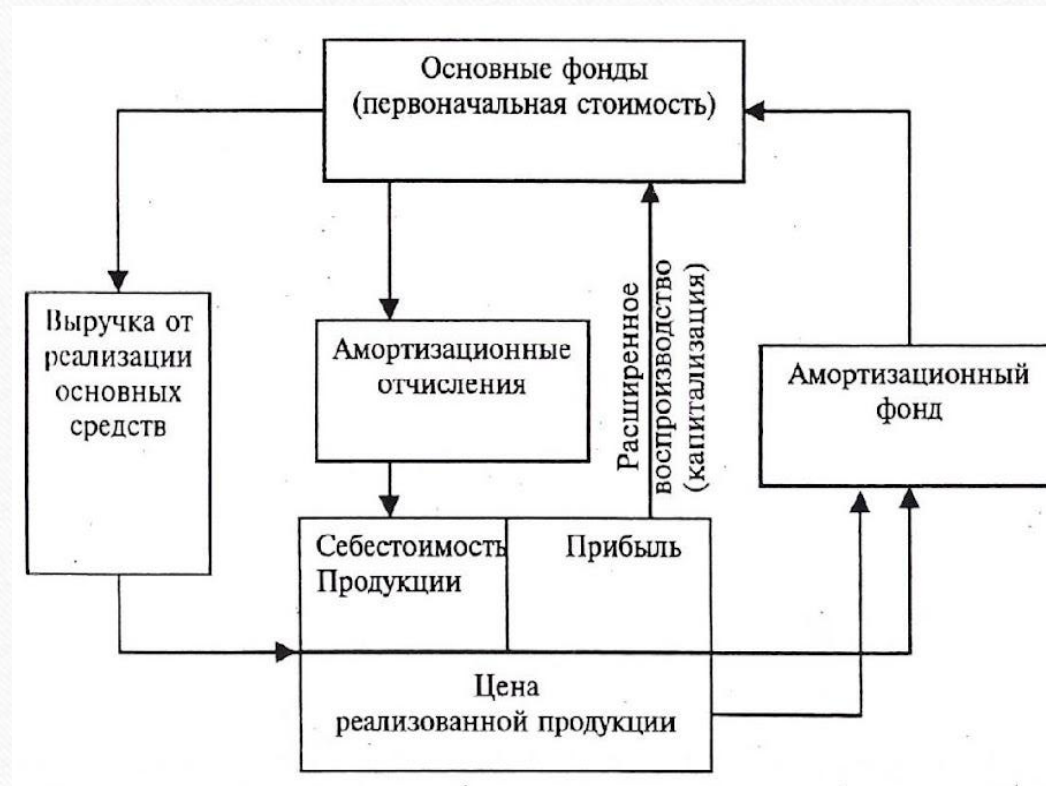 Основные фонды
(первоначальная стоимость)
Выручка от
реализации
основных
средств
Амортизационные
отчисления
Расширенное
воспроизводство
(капитализация)
Амортизационный
фонд
Себестоимость
Продукции
Прибыль
Цена
реализованной продукции